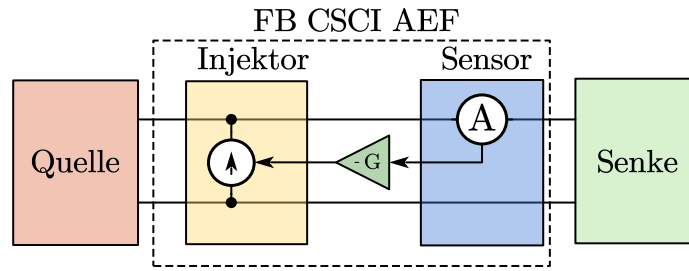 FB CSCI AEF
Injektor
Sensor
Quelle
- G
A
Senke